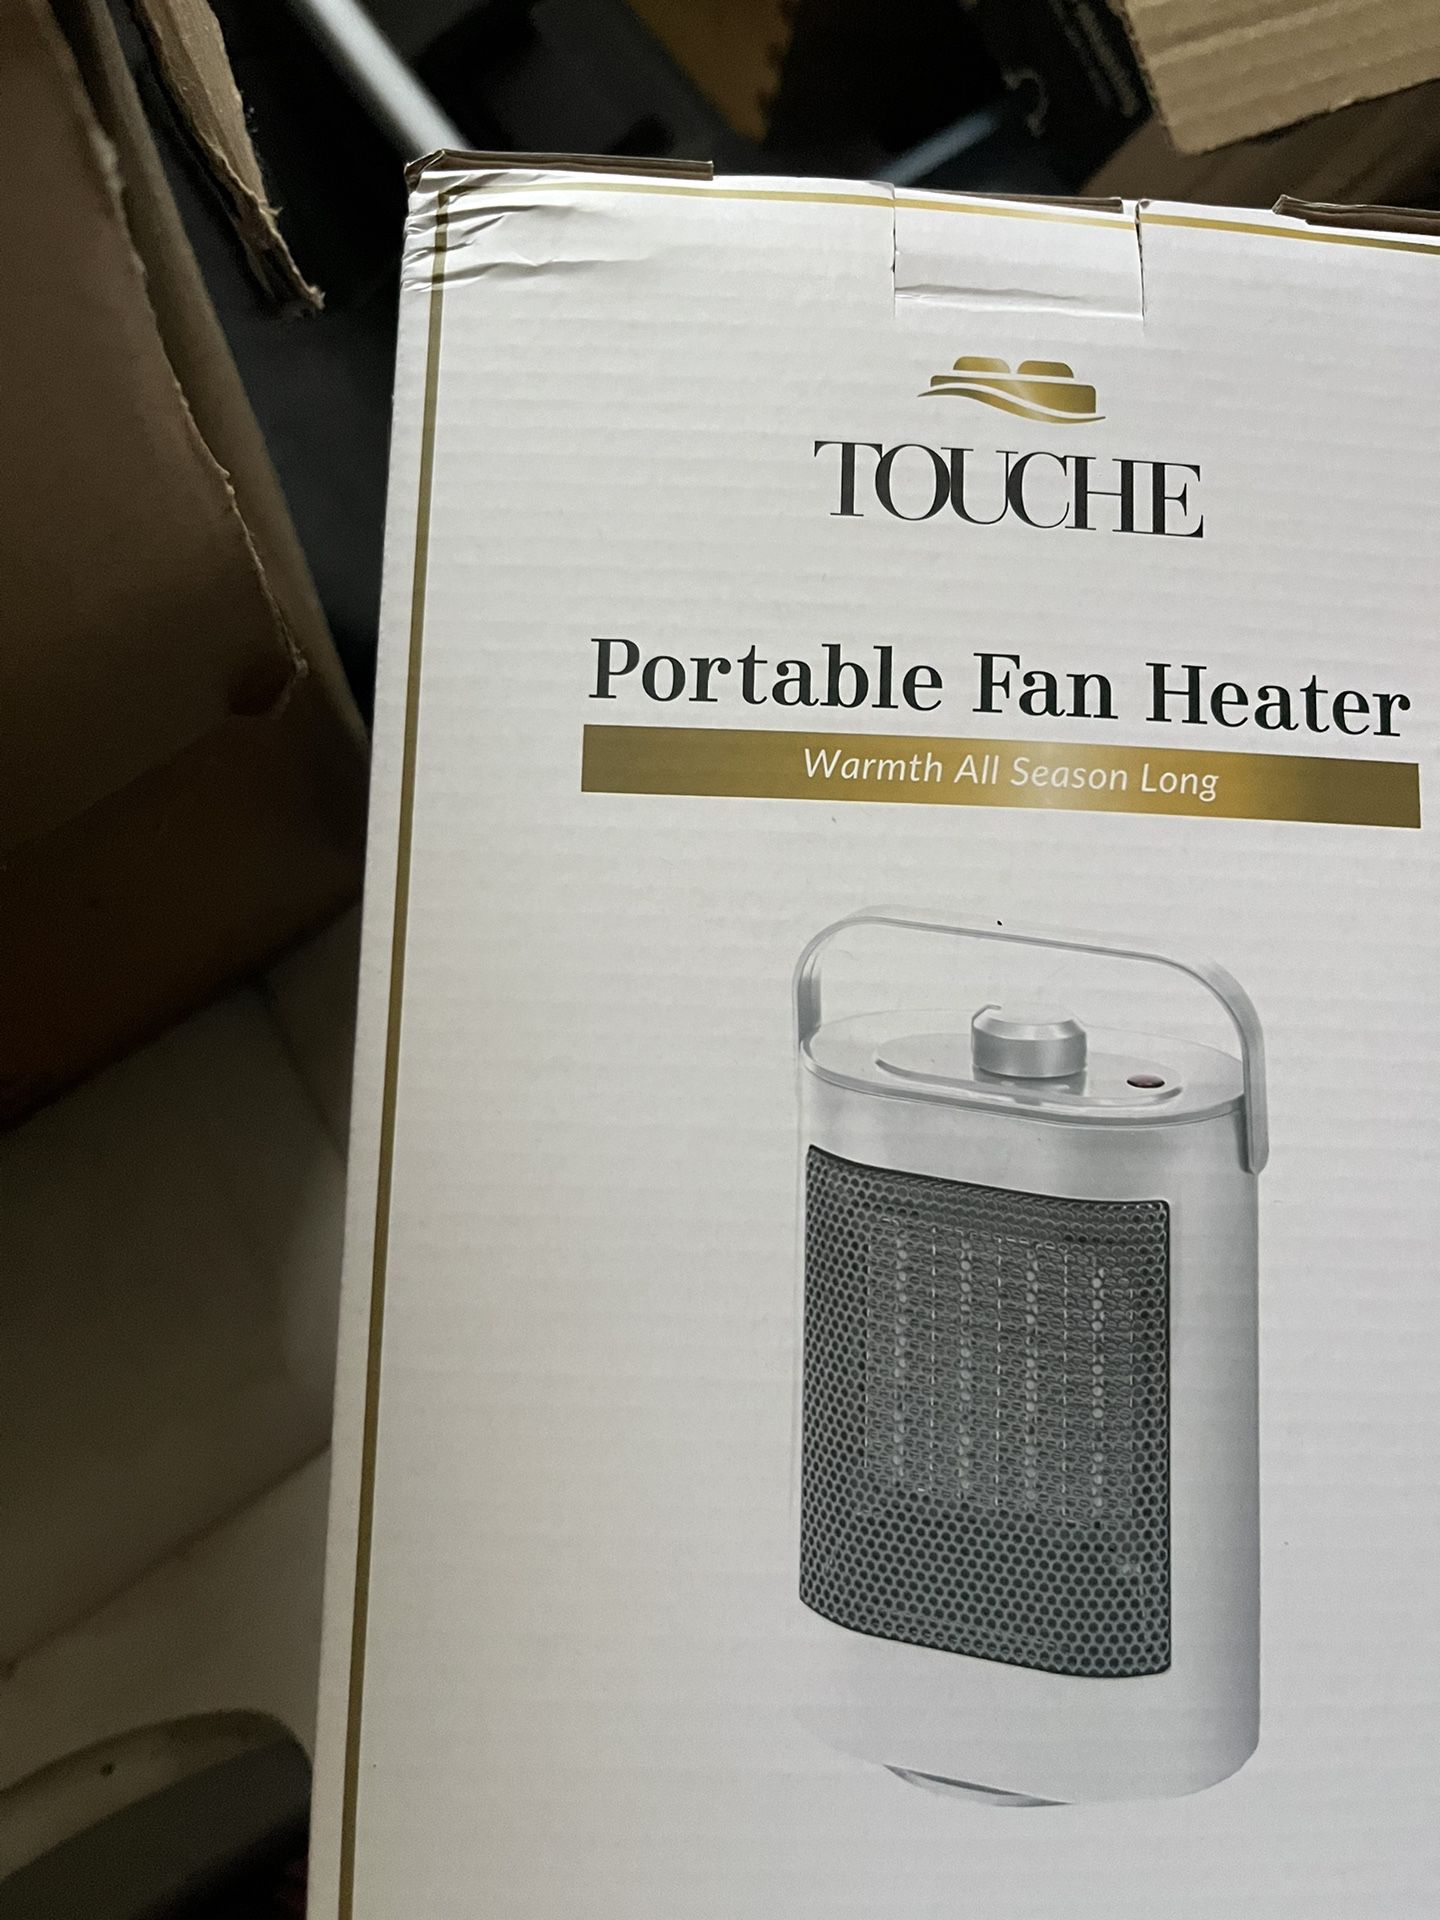 TOUCHE
Portable Fan Heater
Warmth All Season Long